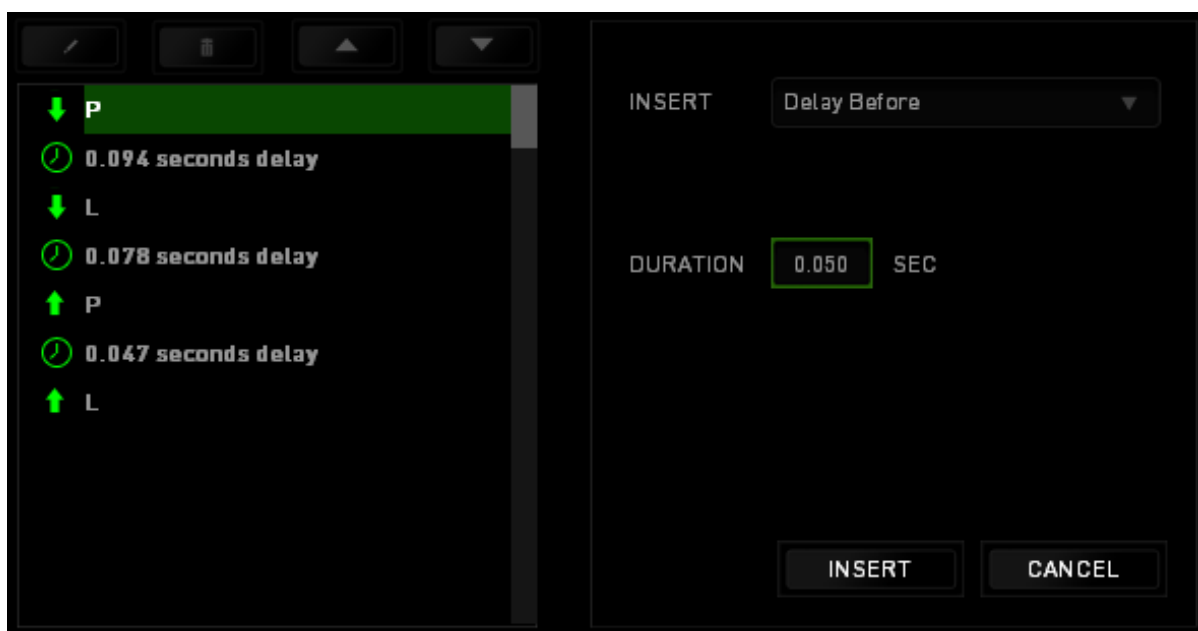 P
0.094 seconds delay
L
0.078 seconds delay
P
0.047 seconds delay
L
INSERT Delay Before
DURATION 0.050 SEC
INSERT CANCEL